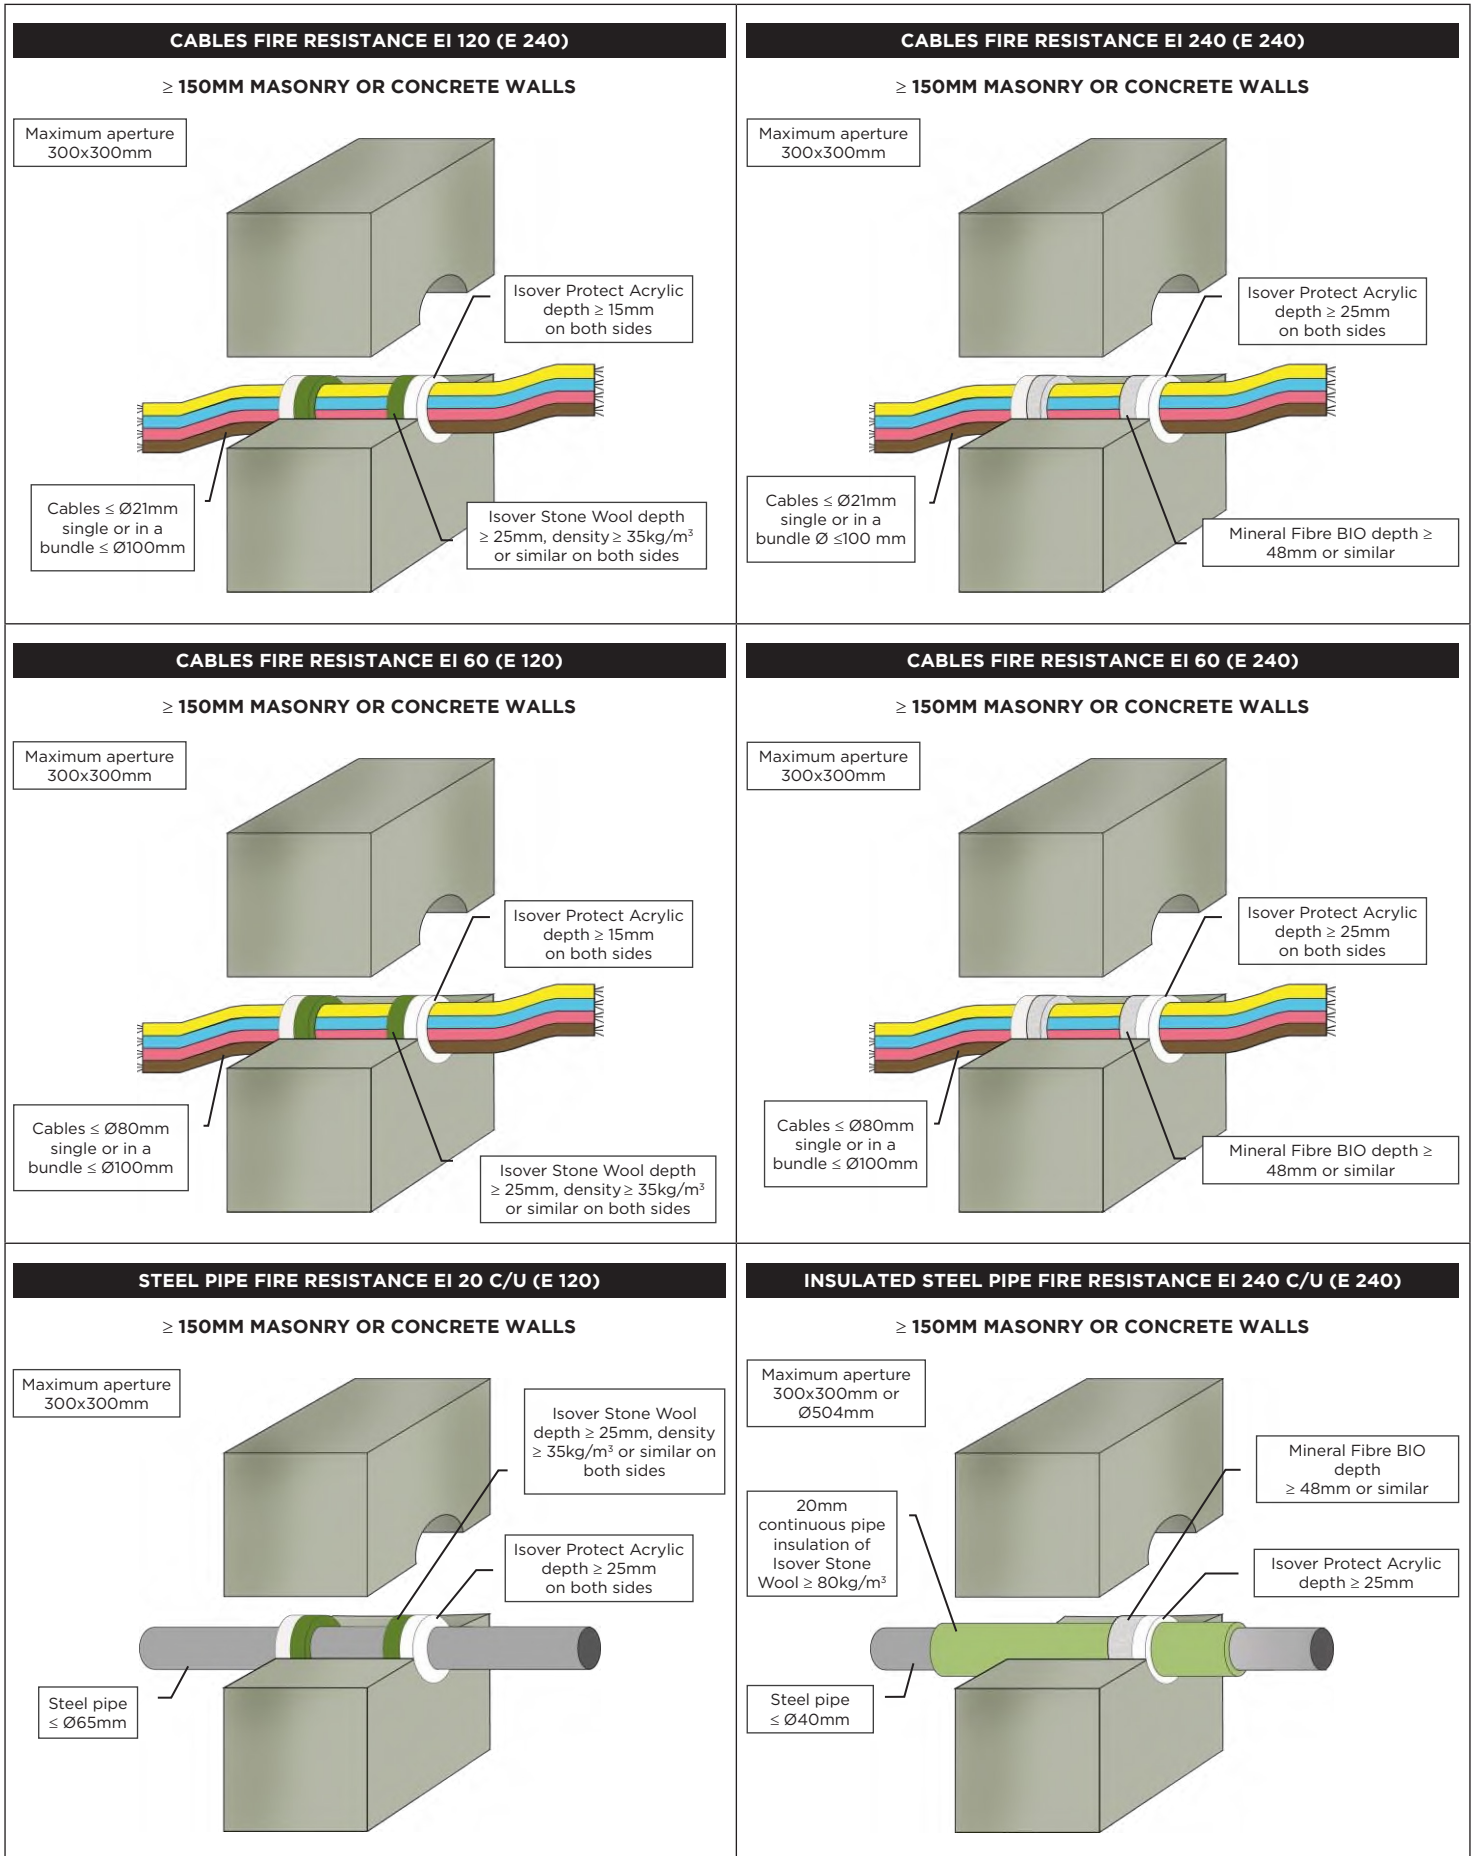 CABLES FIRE RESISTANCE EI 120 (E 240)
≥ 150MM MASONRY OR CONCRETE WALLS
Maximum aperture
300x300mm
Isover Protect Acrylic
depth ≥ 15mm
on both sides
Cables ≤ Ø21mm
single or in a
bundle ≤ Ø100mm
Isover Stone Wool depth
≥ 25mm, density ≥ 35kg/m³
or similar on both sides
CABLES FIRE RESISTANCE EI 240 (E 240)
≥ 150MM MASONRY OR CONCRETE WALLS
Maximum aperture
300x300mm
Isover Protect Acrylic
depth ≥ 25mm
on both sides
Cables ≤ Ø21mm
single or in a
bundle Ø ≤100 mm
Mineral Fibre BIO depth ≥
48mm or similar
CABLES FIRE RESISTANCE EI 60 (E 120)
≥ 150MM MASONRY OR CONCRETE WALLS
Maximum aperture
300x300mm
Isover Protect Acrylic
depth ≥ 15mm
on both sides
Cables ≤ Ø80mm
single or in a
bundle ≤ Ø100mm
Isover Stone Wool depth
≥ 25mm, density ≥ 35kg/m³
or similar on both sides
CABLES FIRE RESISTANCE EI 60 (E 240)
≥ 150MM MASONRY OR CONCRETE WALLS
Maximum aperture
300x300mm
Isover Protect Acrylic
depth ≥ 25mm
on both sides
Cables ≤ Ø80mm
single or in a
bundle ≤ Ø100mm
Mineral Fibre BIO depth ≥
48mm or similar
STEEL PIPE FIRE RESISTANCE EI 20 C/U (E 120)
≥ 150MM MASONRY OR CONCRETE WALLS
Maximum aperture
300x300mm
Isover Stone Wool
depth ≥ 25mm, density
≥ 35kg/m³ or similar on
both sides
Isover Protect Acrylic
depth ≥ 25mm
on both sides
Steel pipe
≤ Ø65mm
INSULATED STEEL PIPE FIRE RESISTANCE EI 240 C/U (E 240)
≥ 150MM MASONRY OR CONCRETE WALLS
Maximum aperture
300x300mm or
Ø504mm
Mineral Fibre BIO
depth
≥ 48mm or similar
20mm
continuous pipe
insulation of
Isover Stone
Wool ≥ 80kg/m³
Isover Protect Acrylic
depth ≥ 25mm
Steel pipe
≤ Ø40mm